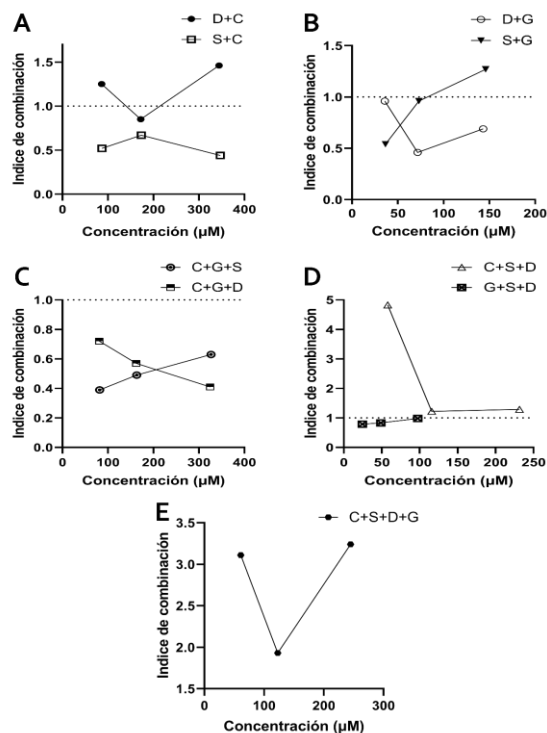 A
D+C
S+C
Indice de combinación
1.5
1.0
0.5
0.0
0 100 200 300 400
Concentración (µM)
B
D+G
S+G
Indice de combinación
1.5
1.0
0.5
0.0
0 50 100 150 200
Concentración (µM)
C
C+G+S
C+G+D
Indice de combinación
1.0
0.8
0.6
0.4
0.2
0.0
0 100 200 300 400
Concentración (µM)
D
C+S+D
G+S+D
Indice de combinación
5
4
3
2
1
0
0 50 100 150 200 250
Concentración (µM)
E
C+S+D+G
Indice de combinación
3.5
3.0
2.5
2.0
1.5
0 100 200 300
Concentración (µM)